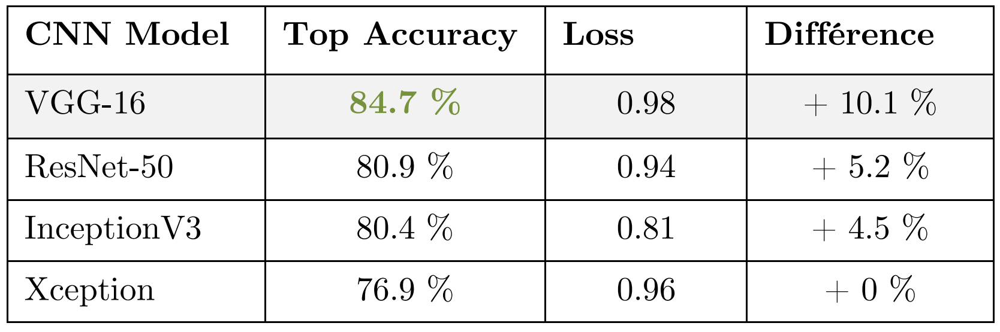 CNN Model Top Accuracy Loss Différence
VGG-16 84.7 % 0.98 + 10.1 %
ResNet-50 80.9 % 0.94 + 5.2 %
InceptionV3 80.4 % 0.81 + 4.5 %
Xception 76.9 % 0.96 + 0 %